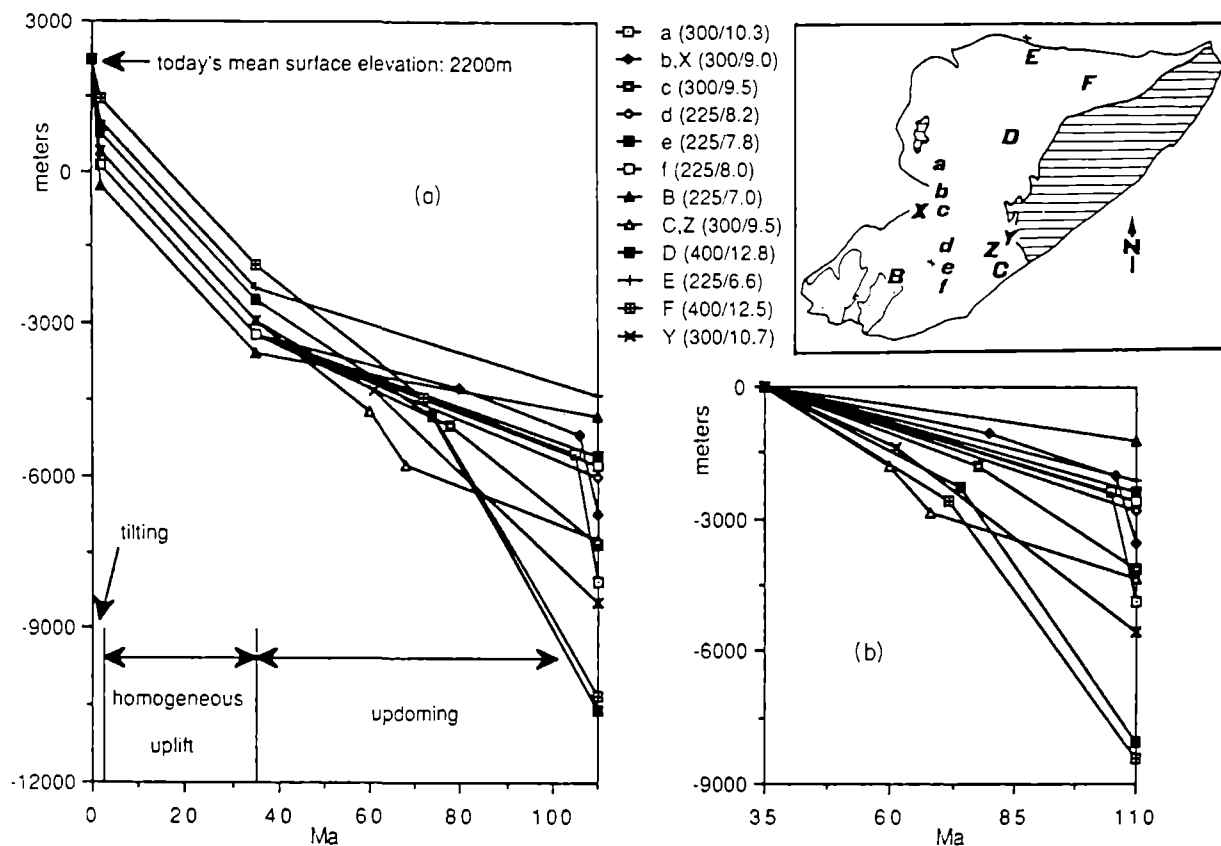 3000
0
-3000
-6000
-9000
-12000
meters
today's mean surface elevation: 2200m
(a)
tilting
homogeneous
uplift
updoming
0
20
40
60
80
100
Ma
a (300/10.3)
b,X (300/9.0)
c (300/9.5)
d (225/8.2)
e (225/7.8)
f (225/8.0)
B (225/7.0)
C,Z (300/9.5)
D (400/12.8)
E (225/6.6)
F (400/12.5)
Y (300/10.7)
E
F
D
a
b
X c
Y
d Z
e C
B f
N
0
-3000
-6000
-9000
meters
(b)
35
60
85
110
Ma